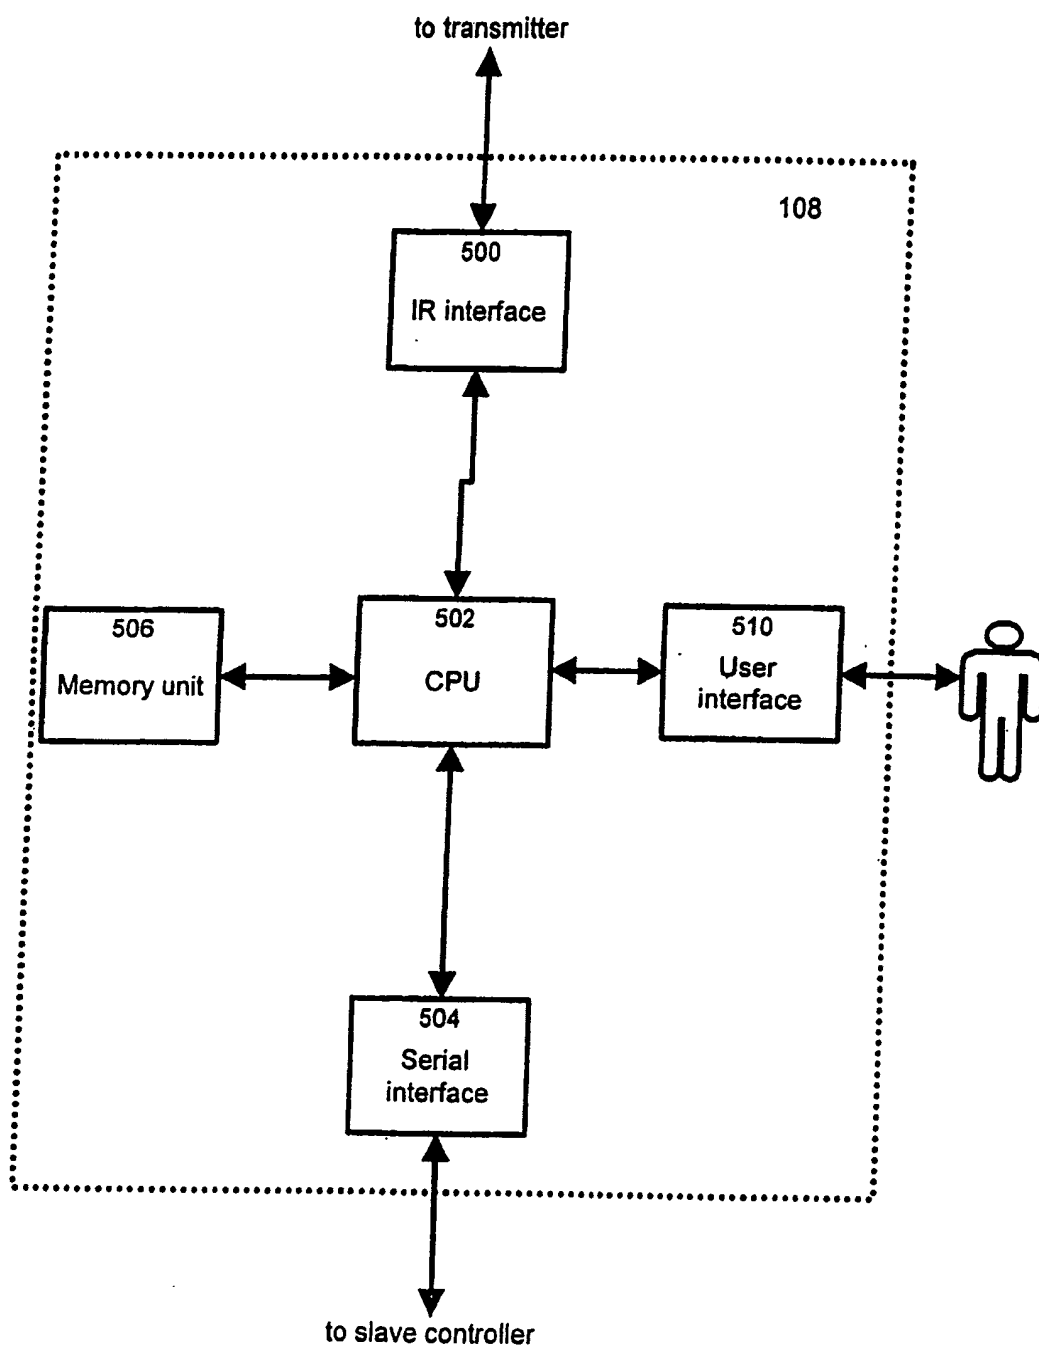 to transmitter
108
500
IR interface
506
Memory unit
502
CPU
510
User
interface
504
Serial
interface
to slave controller